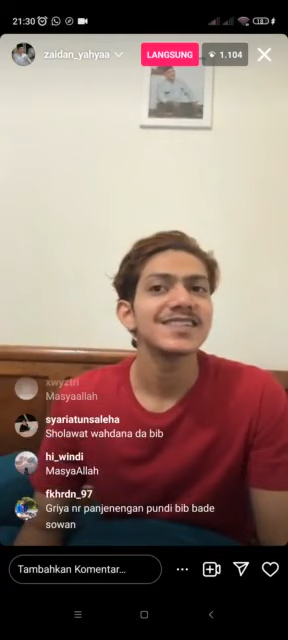 21:30
zaidan_yahyaa
LANGSUNG
1.104
xwyztri
Masyaallah
syariatunsaleha
Sholawat wahdana da bib
hi_windi
MasyaAllah
fkhrdn_97
Griya nr panjenengan pundi bib bade
sowan
Tambahkan Komentar...